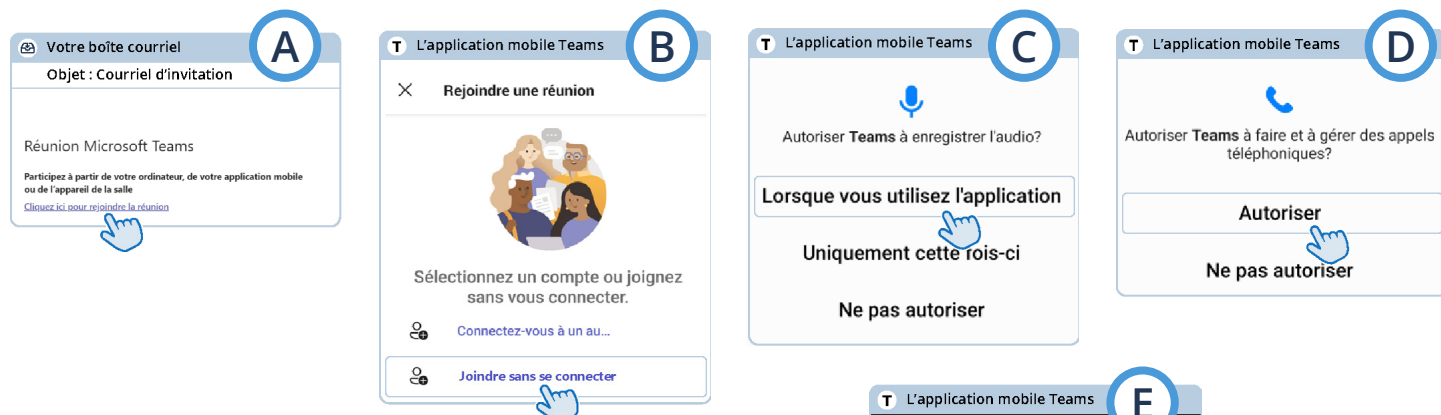 Votre boîte courriel
A
Objet : Courriel d'invitation
Réunion Microsoft Teams
Participez à partir de votre ordinateur, de votre application mobile
ou de l'appareil de la salle
Cliquez ici pour rejoindre la réunion
T L'application mobile Teams
B
Rejoindre une réunion
Sélectionnez un compte ou joignez
sans vous connecter.
Connectez-vous à un au...
Joindre sans se connecter
T L'application mobile Teams
C
Autoriser Teams à enregistrer l'audio?
Lorsque vous utilisez l'application
Uniquement cette fois-ci
Ne pas autoriser
T L'application mobile Teams
D
Autoriser Teams à faire et à gérer des appels
téléphoniques?
Autoriser
Ne pas autoriser
T L'application mobile Teams
E